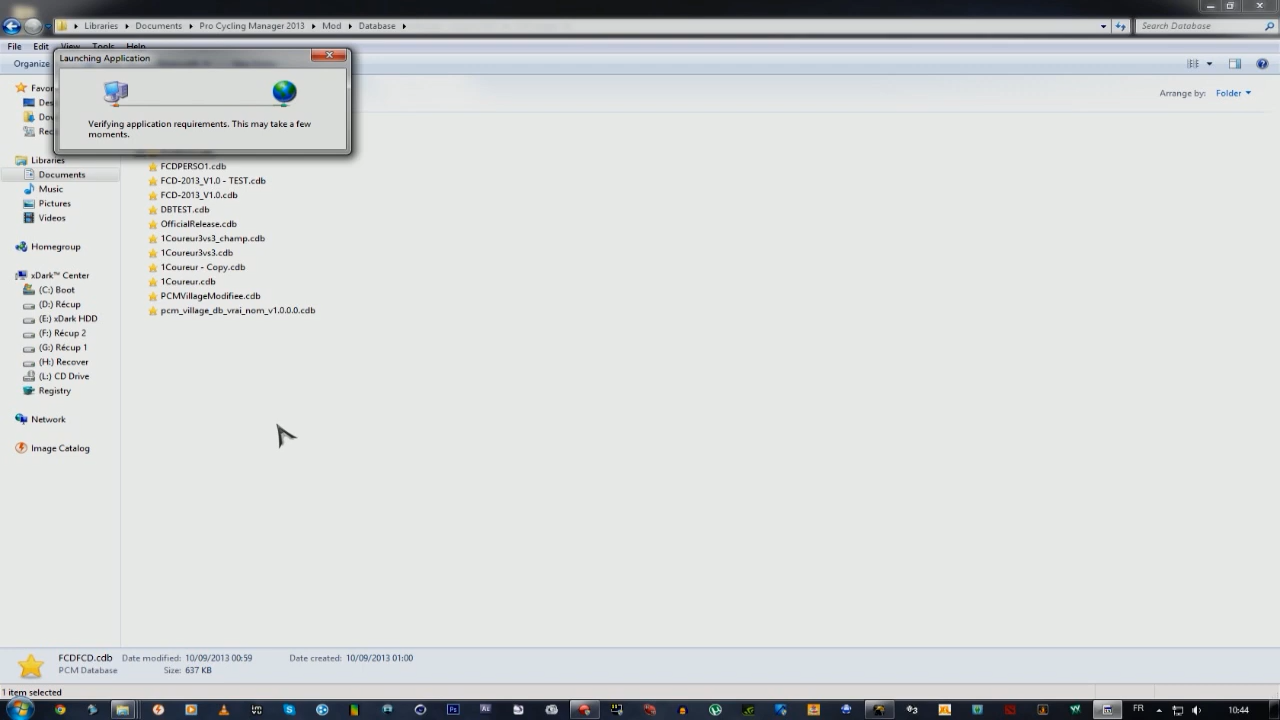 Libraries ▸ Documents ▸ Pro Cycling Manager 2013 ▸ Mod ▸ Database ▸
Search Database
File Edit View Tools Help
Launching Application
Organize
Verifying application requirements. This may take a few
moments.
Arrange by: Folder
Libraries
Documents
Music
Pictures
Videos
Homegroup
xDark™ Center
(C:) Boot
(D:) Récup
(E:) xDark HDD
(F:) Récup 2
(G:) Récup 1
(H:) Recover
(L:) CD Drive
Registry
Network
Image Catalog
FCDPERSO1.cdb
FCD-2013_V1.0 - TEST.cdb
FCD-2013_V1.0.cdb
DBTEST.cdb
OfficialRelease.cdb
1Coureur3vs3_champ.cdb
1Coureur3vs3.cdb
1Coureur - Copy.cdb
1Coureur.cdb
PCMVillageModifiee.cdb
pcm_village_db_vrai_nom_v1.0.0.0.cdb
FCDFCD.cdb Date modified: 10/09/2013 00:59 Date created: 10/09/2013 01:00
PCM Database Size: 637 KB
1 item selected
FR 10:44